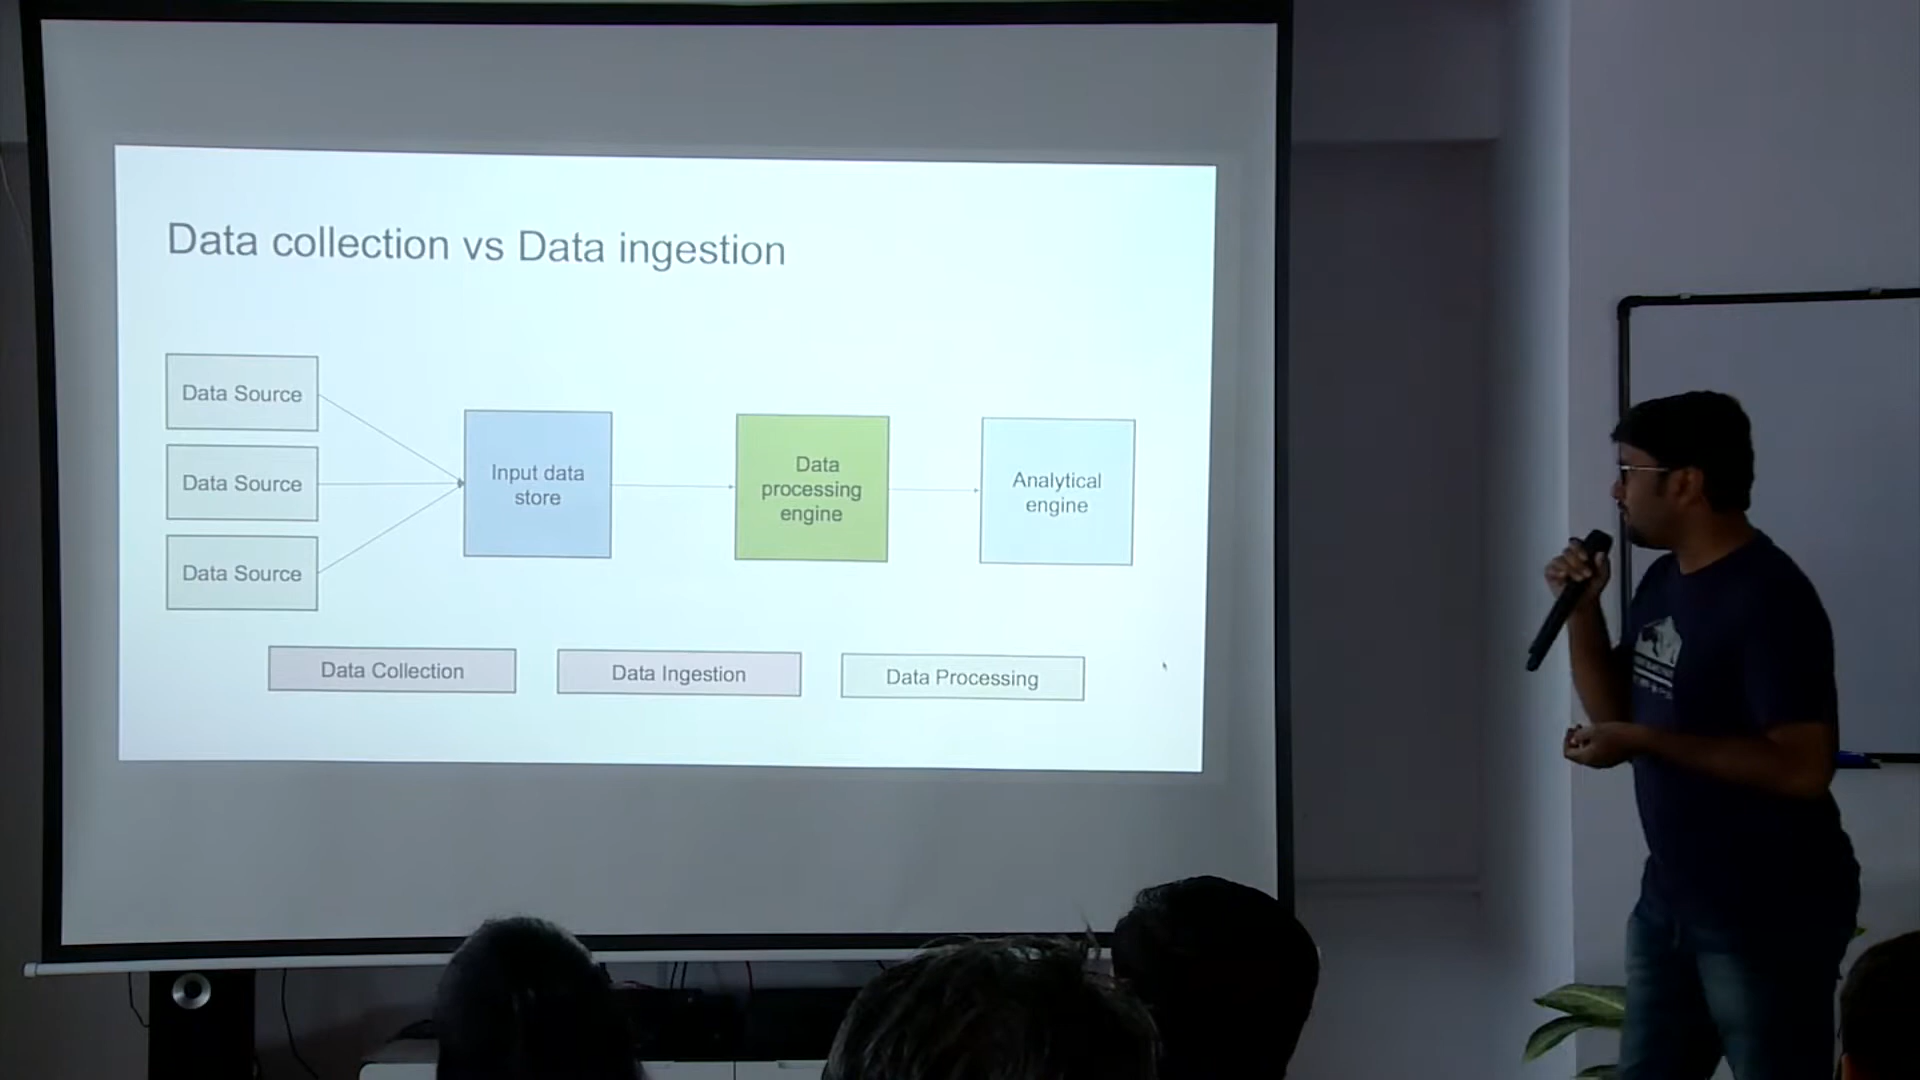 Data collection vs Data ingestion
Data Source
Data Source
Data Source
Input data
store
Data
processing
engine
Analytical
engine
Data Collection
Data Ingestion
Data Processing